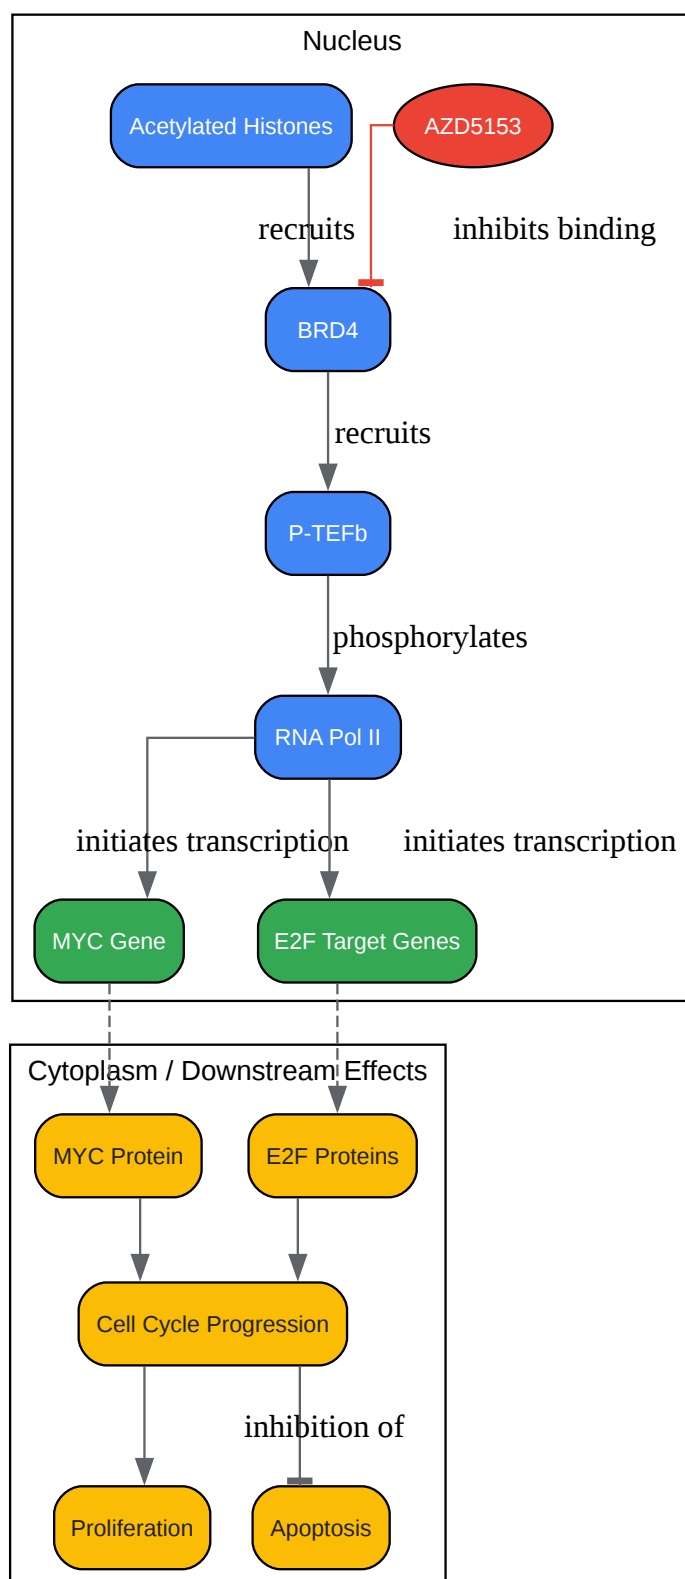 Nucleus
Acetylated Histones
AZD5153
recruits
inhibits binding
BRD4
recruits
P-TEFb
phosphorylates
RNA Pol II
initiates transcription
initiates transcription
MYC Gene
E2F Target Genes
Cytoplasm / Downstream Effects
MYC Protein
E2F Proteins
Cell Cycle Progression
inhibition of
Proliferation
Apoptosis